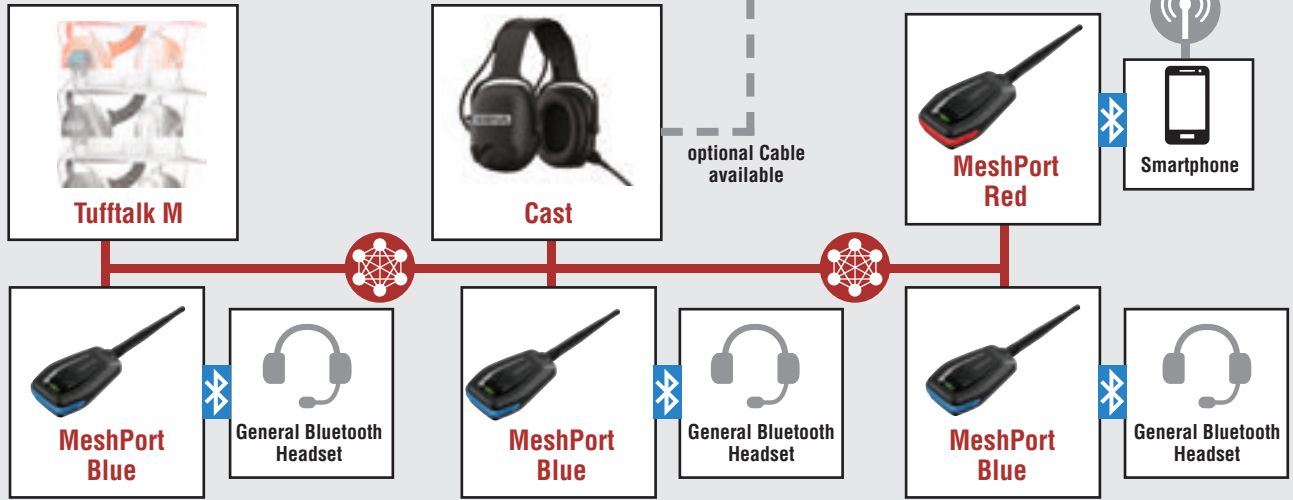 optional Cable
available
Tufftalk M
Cast
MeshPort
Red
Smartphone
MeshPort
Blue
General Bluetooth
Headset
MeshPort
Blue
General Bluetooth
Headset
MeshPort
Blue
General Bluetooth
Headset